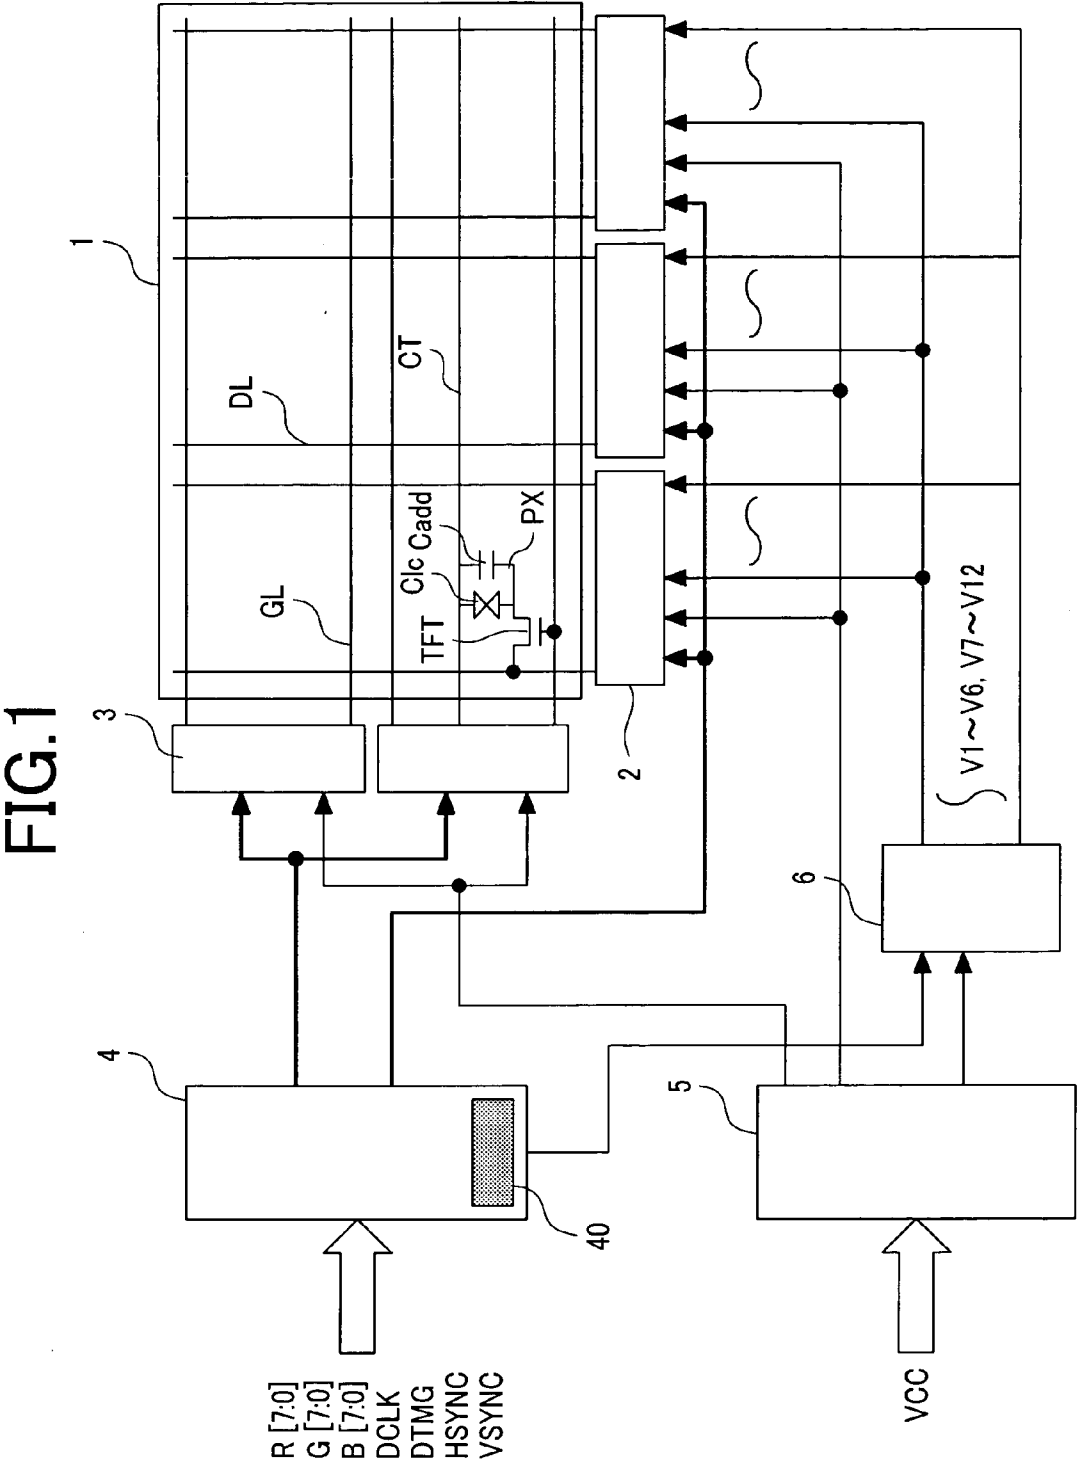 FIG.1
1
DL
CT
GL
Clc
Cadd
PX
TFT
3
2
4
40
5
6
V1~V6, V7~V12
R [7:0]
G [7:0]
B [7:0]
DCLK
DTMG
HSYNC
VSYNC
VCC